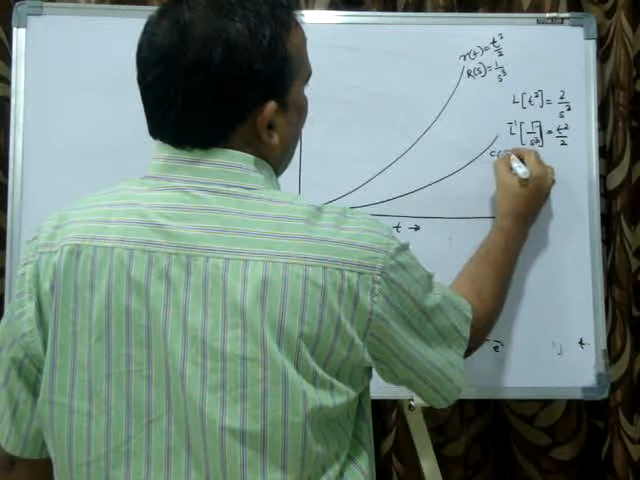 r(t)=t²/2
R(s)=1/s³
L[t²]=2/s³
L⁻¹[1/s³]=t²/2
c(
t →